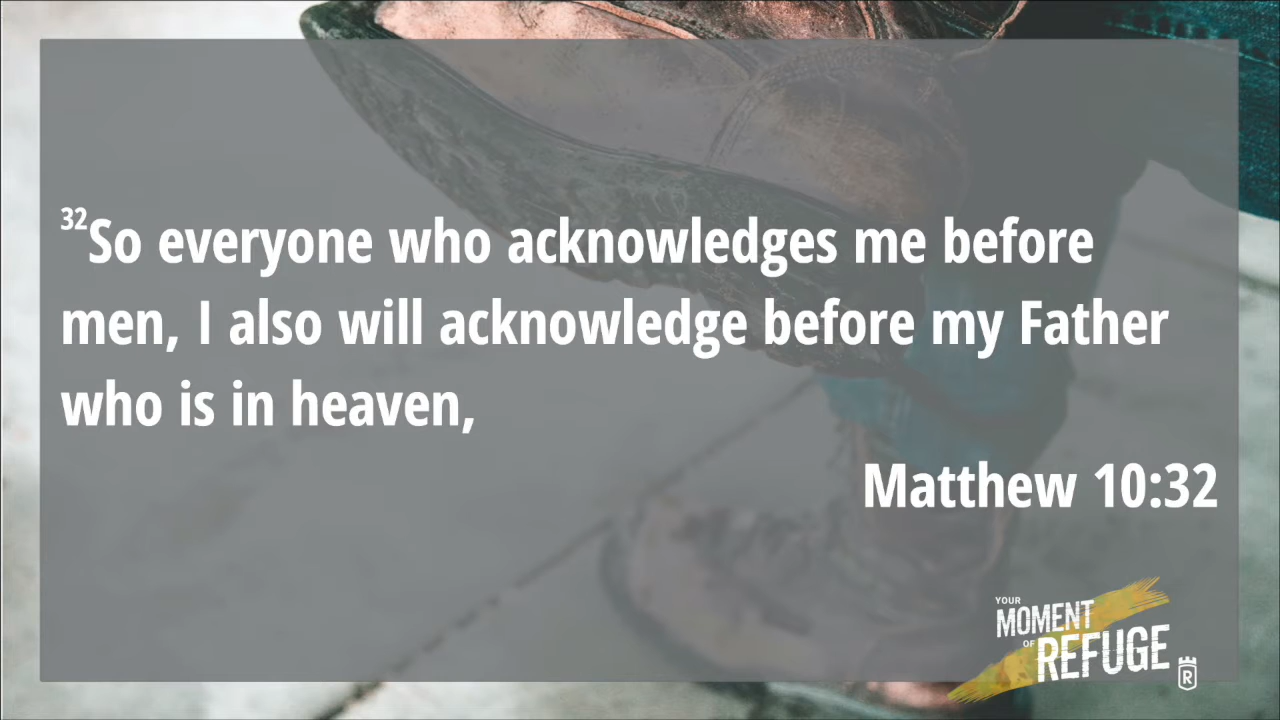 32So everyone who acknowledges me before
men, I also will acknowledge before my Father
who is in heaven,
Matthew 10:32
YOUR
MOMENT
OF REFUGE
R